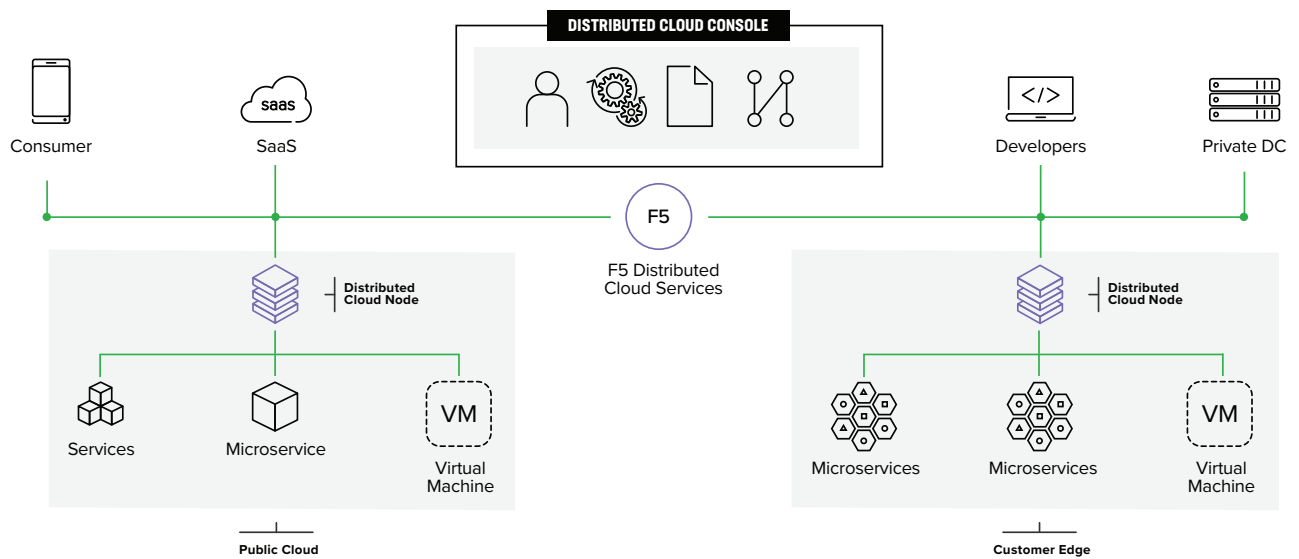 DISTRIBUTED CLOUD CONSOLE
saas
</>
Consumer
SaaS
Developers
Private DC
F5
F5 Distributed
Cloud Services
Distributed
Cloud Node
Distributed
Cloud Node
VM
VM
Services
Microservice
Virtual
Machine
Microservices
Microservices
Virtual
Machine
Public Cloud
Customer Edge